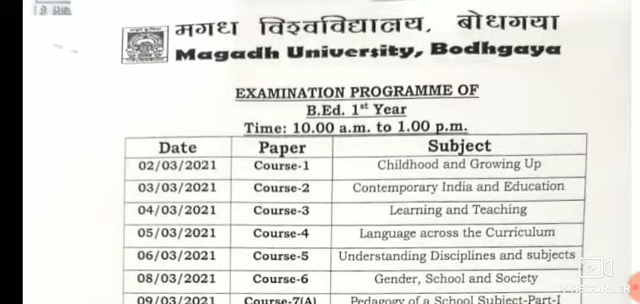 मगध विश्वविद्यालय, बोधगया
Magadh University, Bodhgaya
EXAMINATION PROGRAMME OF
B.Ed. 1st Year
Time: 10.00 a.m. to 1.00 p.m.
Date Paper Subject
02/03/2021 Course-1 Childhood and Growing Up
03/03/2021 Course-2 Contemporary India and Education
04/03/2021 Course-3 Learning and Teaching
05/03/2021 Course-4 Language across the Curriculum
06/03/2021 Course-5 Understanding Disciplines and subjects
08/03/2021 Course-6 Gender, School and Society
09/03/2021 Course-7(A) Pedagogy of a School Subject-Part-I
RECORDER